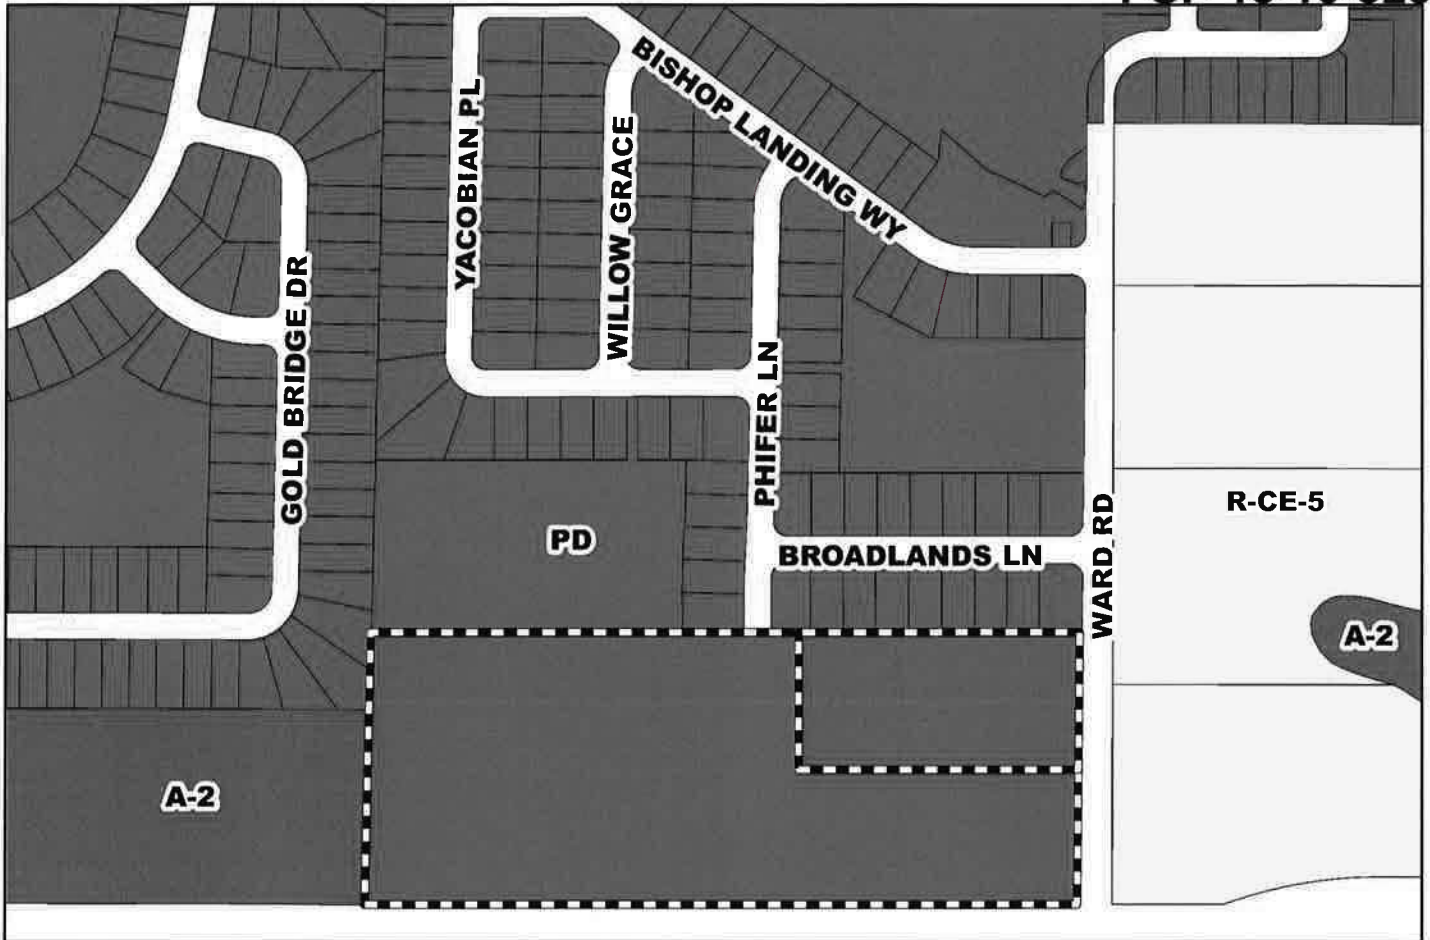 BISHOP LANDING WY
YACOBIAN PL
WILLOW GRACE
GOLD BRIDGE DR
PHIFER LN
WARD RD
R-CE-5
PD
BROADLANDS LN
A-2
A-2